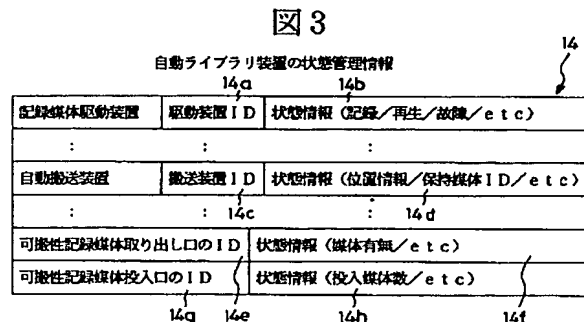 図3
14
自動ライブラリ装置の状態管理情報
14a 14b
記録媒体駆動装置 駆動装置ID 状態情報(記録/再生/故障/etc)
: : :
自動搬送装置 搬送装置ID 状態情報(位置情報/保持媒体ID/etc)
: : 14c : 14d
可搬性記録媒体取り出し口のID 状態情報(媒体有無/etc)
可搬性記録媒体投入口のID 状態情報(投入媒体数/etc)
14g 14e 14h 14f